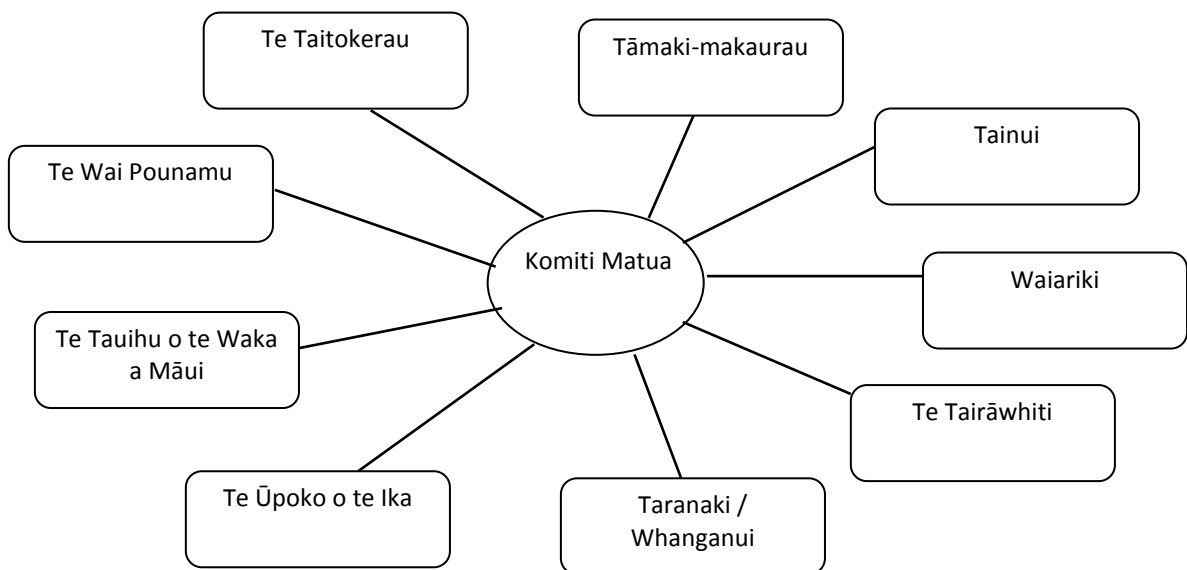 Te Taitokerau
Tāmaki-makaurau
Tainui
Te Wai Pounamu
Komiti Matua
Waiariki
Te Tauihu o te Waka
a Māui
Te Tairāwhiti
Te Ūpoko o te Ika
Taranaki /
Whanganui